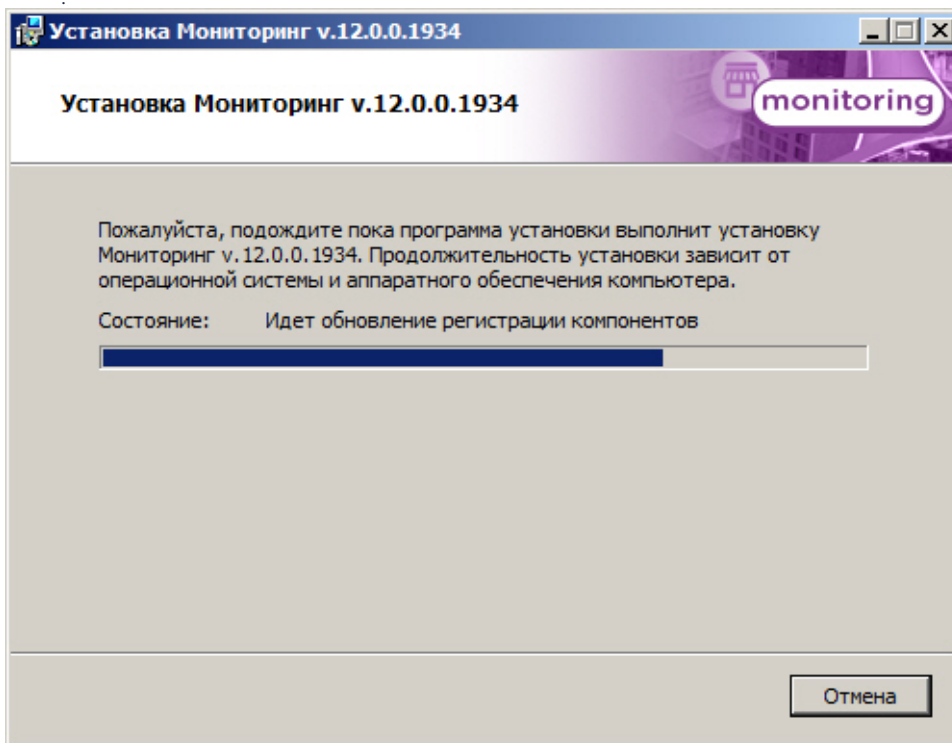 Установка Мониторинг v.12.0.0.1934
Установка Мониторинг v.12.0.0.1934
monitoring
Пожалуйста, подождите пока программа установки выполнит установку
Мониторинг v.12.0.0.1934. Продолжительность установки зависит от
операционной системы и аппаратного обеспечения компьютера.
Состояние: Идет обновление регистрации компонентов
Отмена